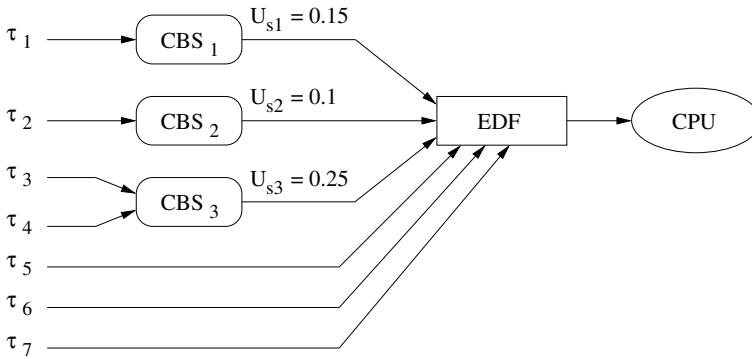 τ 1 CBS 1 U s1 = 0.15
τ 2 CBS 2 U s2 = 0.1 EDF CPU
τ 3
CBS 3 U s3 = 0.25
τ 4
τ 5
τ 6
τ 7